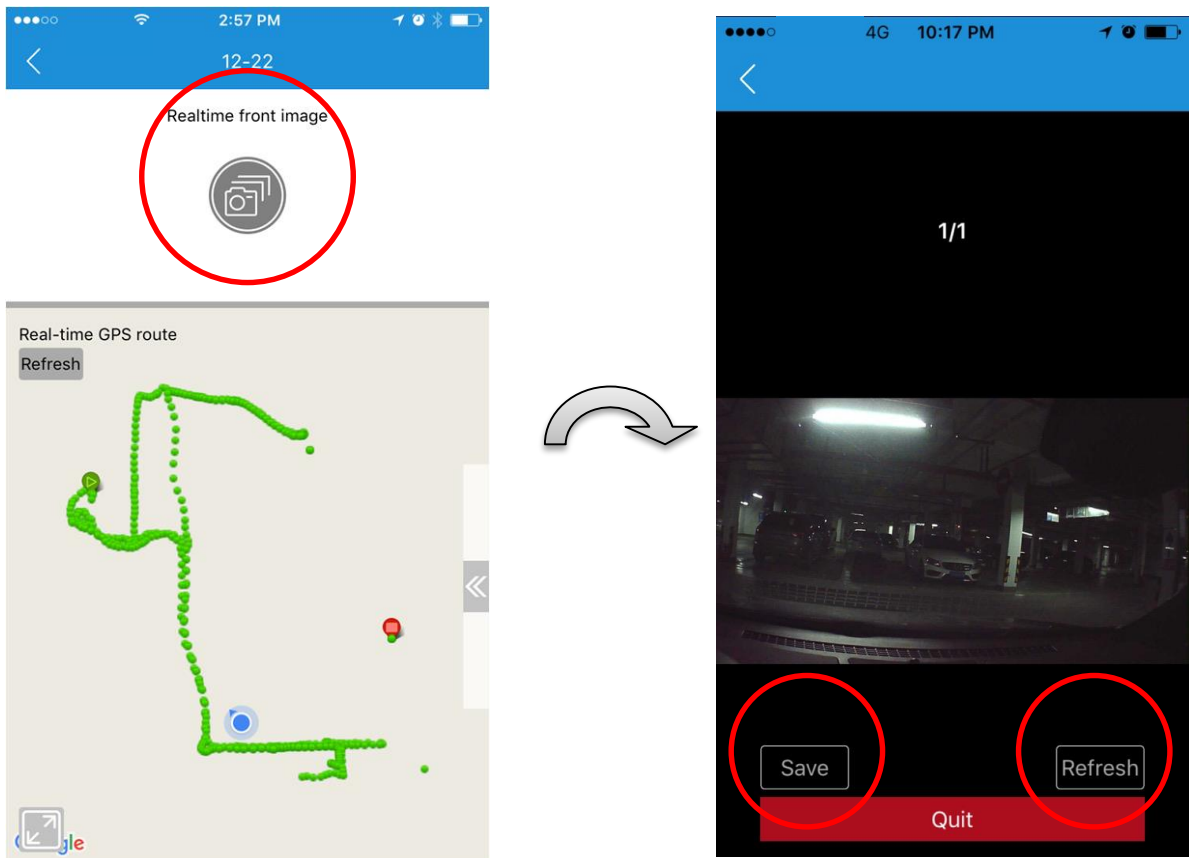 2:57 PM
12-22
Realtime front image
Real-time GPS route
Refresh
4G 10:17 PM
1/1
Save
Refresh
Quit